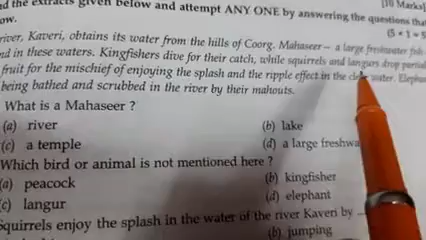 the extracts given below and attempt ANY ONE by answering the questions tha
ow. [10 Marks]
(5 × 1 = 5
river, Kaveri, obtains its water from the hills of Coorg. Mahaseer— a large freshwater fish
nd in these waters. Kingfishers dive for their catch, while squirrels and langurs drop partial
fruit for the mischief of enjoying the splash and the ripple effect in the water. Elepha
being bathed and scrubbed in the river by their mahouts.
What is a Mahaseer ?
(a) river (b) lake
(c) a temple (d) a large freshwa
Which bird or animal is not mentioned here ?
(a) peacock (b) kingfisher
(c) langur (d) elephant
Squirrels enjoy the splash in the water of the river Kaveri by
(b) jumping